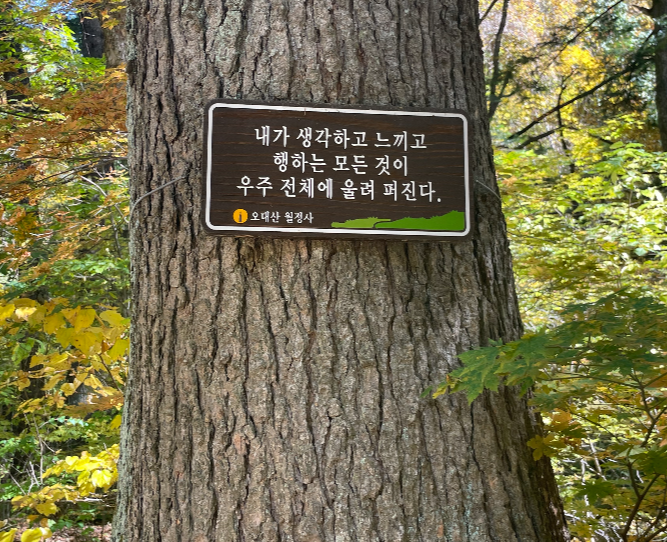 내가 생각하고 느끼고
행하는 모든 것이
우주 전체에 울려 퍼진다.
오대산 월정사